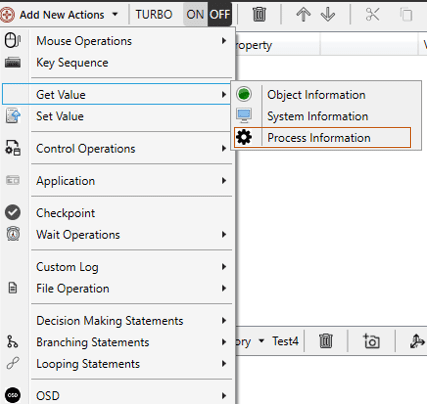 Add New Actions TURBO ON OFF
Mouse Operations
Key Sequence
Get Value
Set Value
Control Operations
Application
Checkpoint
Wait Operations
Custom Log
File Operation
Decision Making Statements
Branching Statements
Looping Statements
OSD
OSD
Object Information
System Information
Process Information
Test4